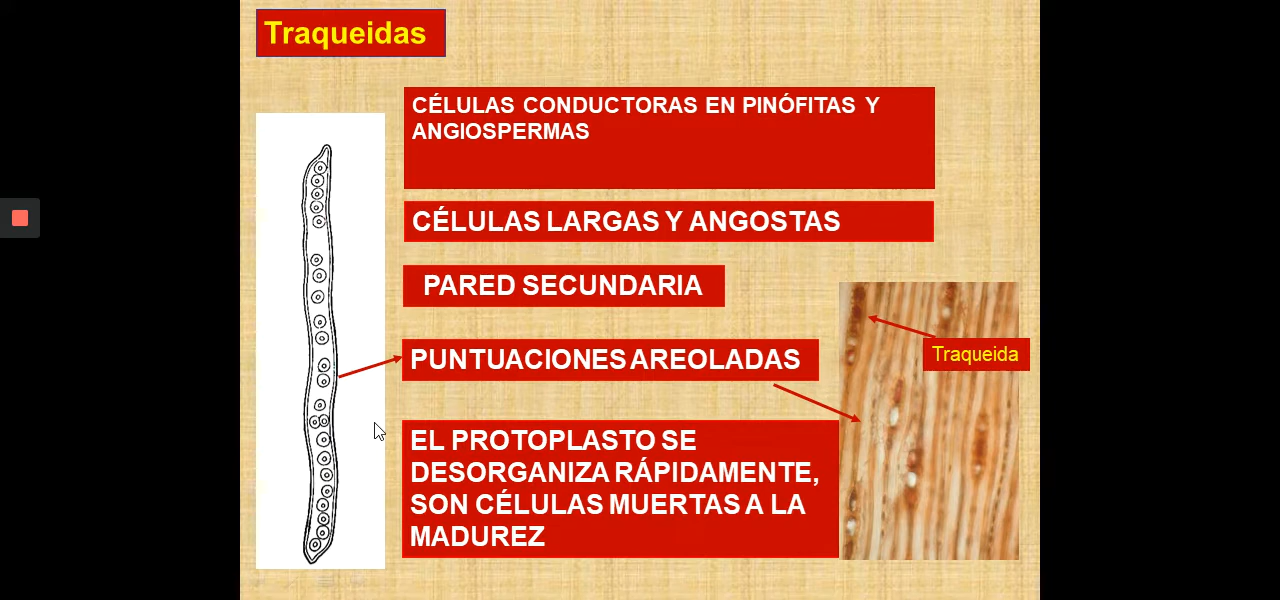 Traqueidas
CÉLULAS CONDUCTORAS EN PINÓFITAS Y
ANGIOSPERMAS
CÉLULAS LARGAS Y ANGOSTAS
PARED SECUNDARIA
PUNTUACIONES AREOLADAS
Traqueida
EL PROTOPLASTO SE
DESORGANIZA RÁPIDAMENTE,
SON CÉLULAS MUERTAS A LA
MADUREZ